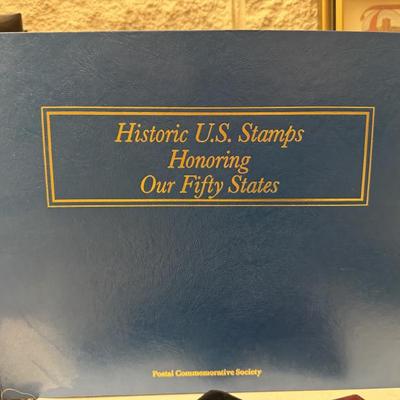 Historic U.S. Stamps
Honoring
Our Fifty States
Postal Commemorative Society